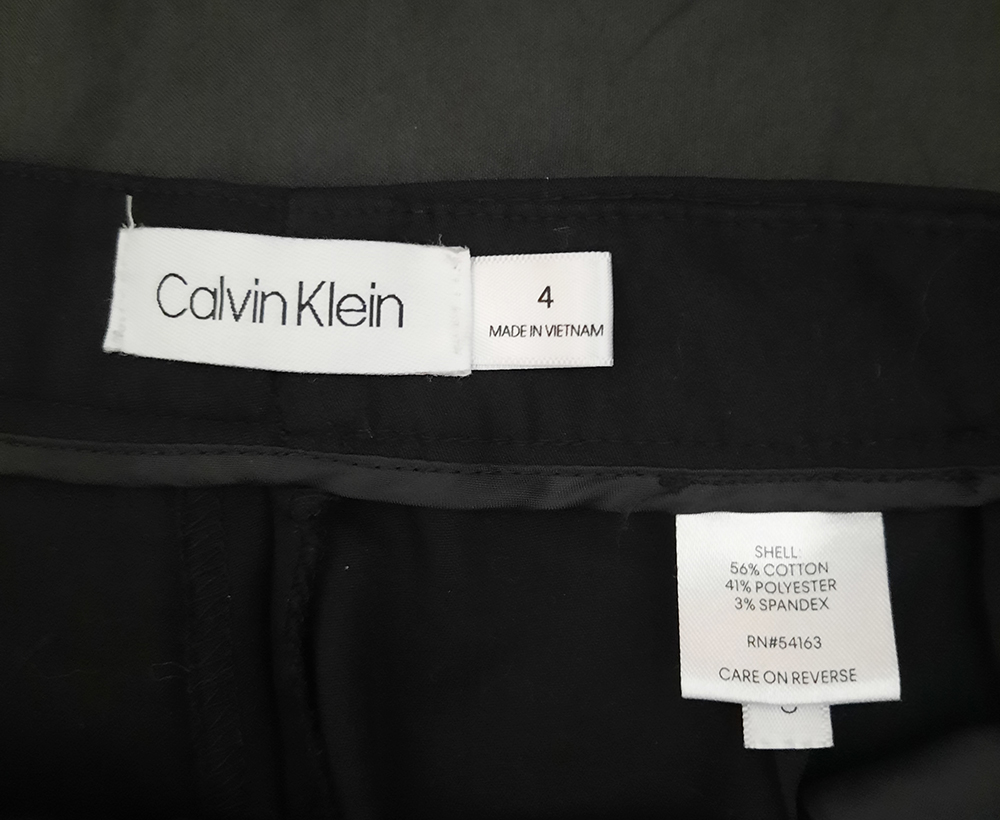 Calvin Klein
4
MADE IN VIETNAM
SHELL:
56% COTTON
41% POLYESTER
3% SPANDEX
RN#54163
CARE ON REVERSE